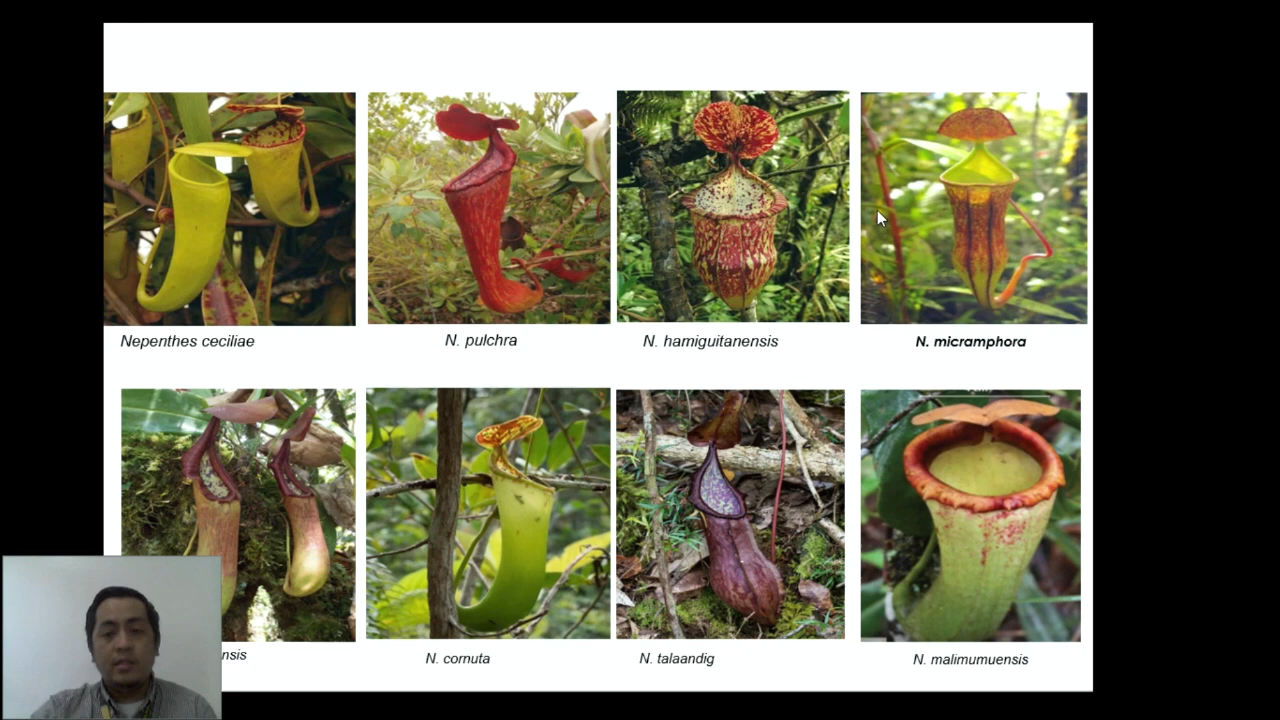 Nepenthes ceciliae
N. pulchra
N. hamiguitanensis
N. micramphora
nsis
N. cornuta
N. talaandig
N. malimumuensis